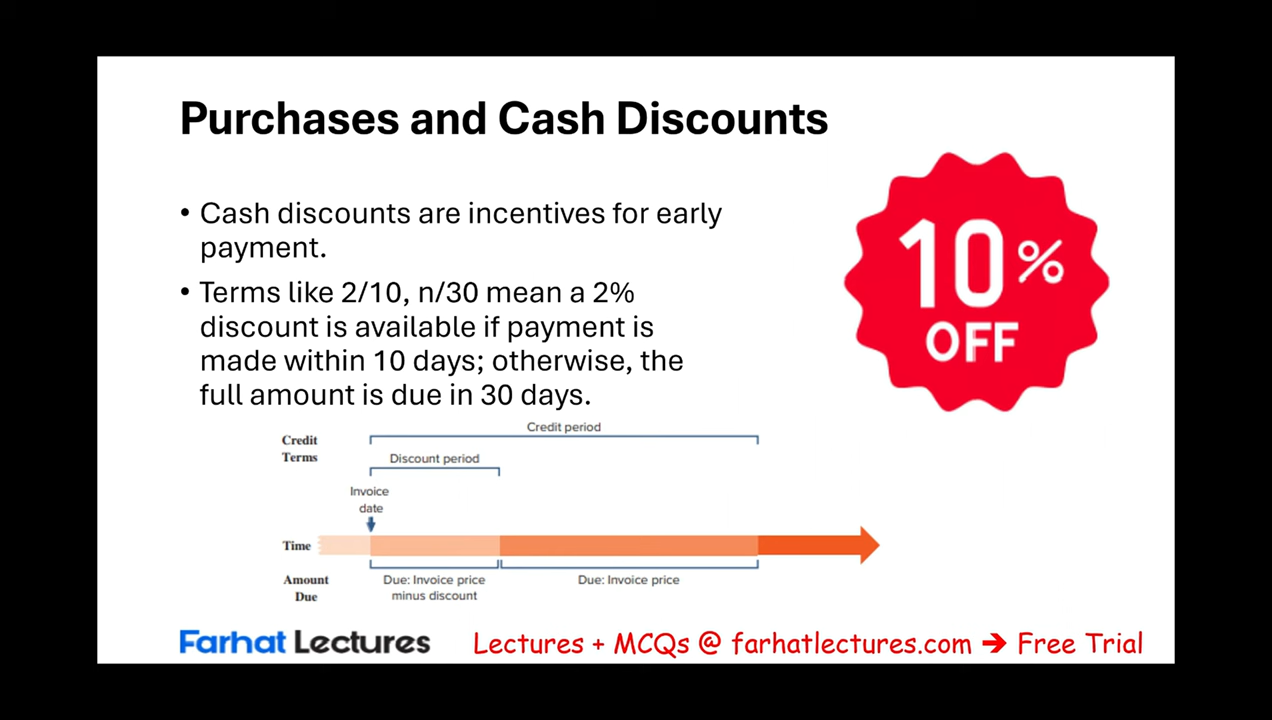 Purchases and Cash Discounts
• Cash discounts are incentives for early
payment.
• Terms like 2/10, n/30 mean a 2%
discount is available if payment is
made within 10 days; otherwise, the
full amount is due in 30 days.
10%
OFF
Credit period
Credit
Terms
Discount period
Invoice
date
Time
Amount
Due
Due: Invoice price
minus discount
Due: Invoice price
Farhat Lectures
Lectures + MCQs @ farhatlectures.com ➔ Free Trial